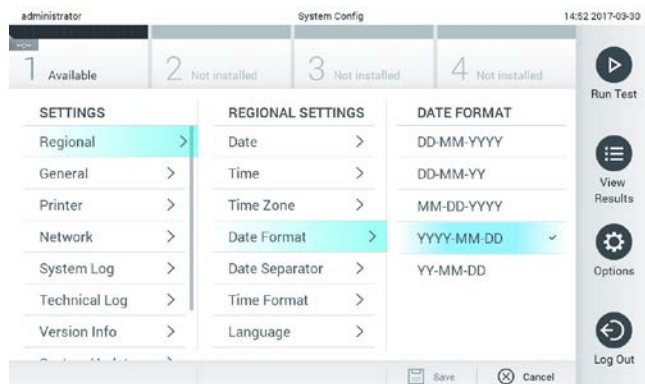 administrator System Config 14:52 2017-03-30
1 Available 2 Not installed 3 Not installed 4 Not installed
Run Test
SETTINGS REGIONAL SETTINGS DATE FORMAT
Regional Date DD-MM-YYYY
General Time DD-MM-YY
View
Results
Printer Time Zone MM-DD-YYYY
Network Date Format YYYY-MM-DD
System Log Date Separator YY-MM-DD
Options
Technical Log Time Format
Version Info Language
Log Out
Save Cancel